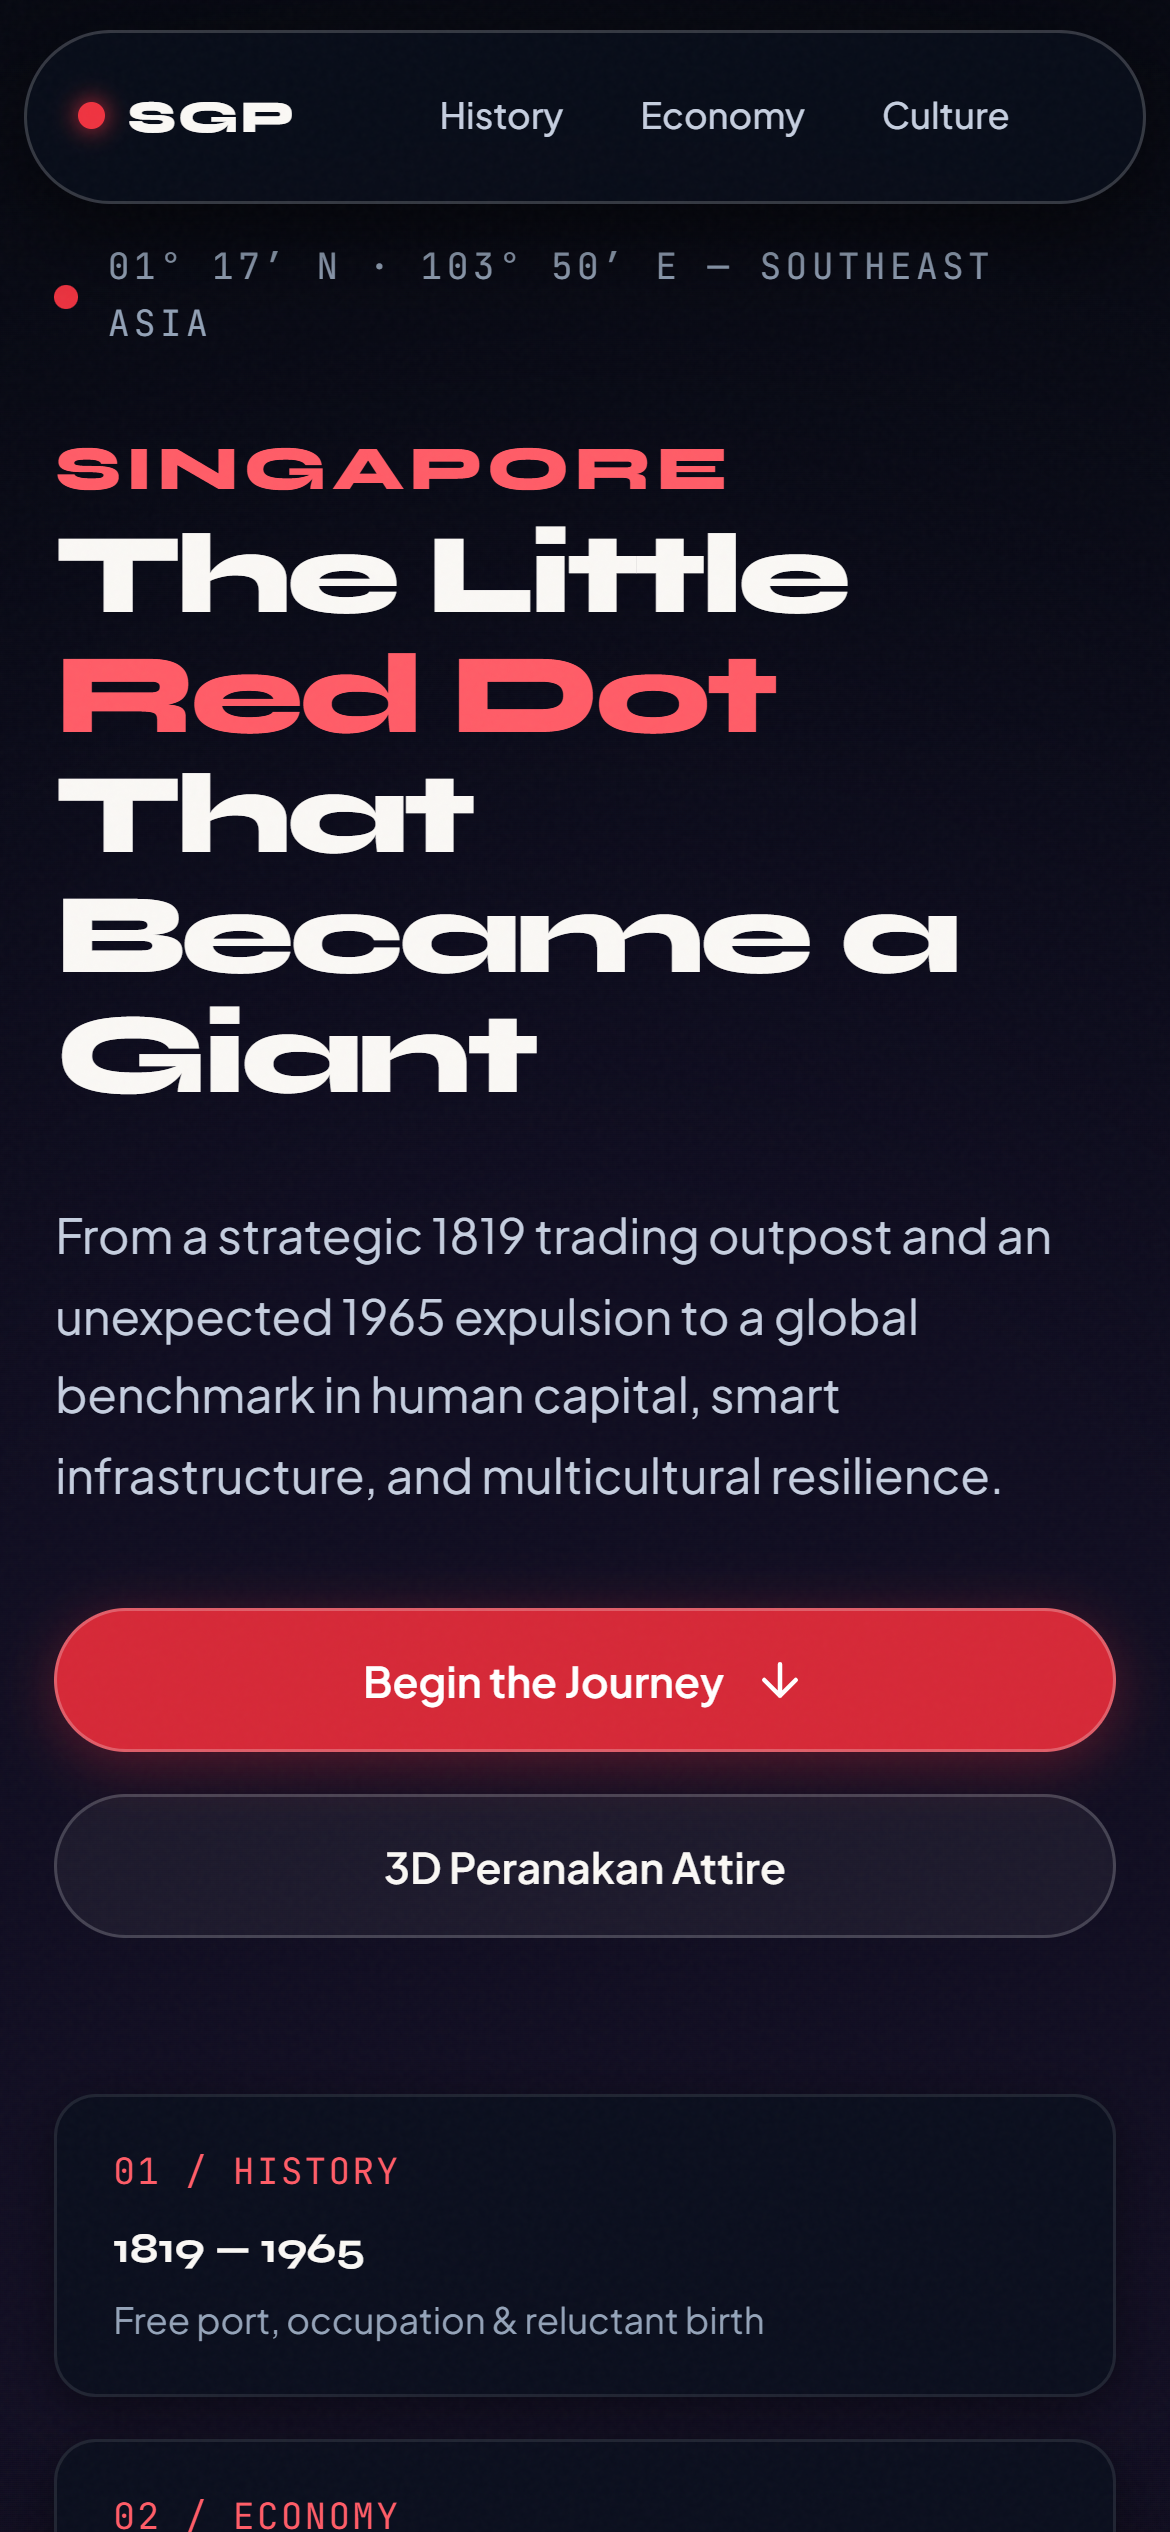 SGP
History Economy Culture
01° 17′ N · 103° 50′ E — SOUTHEAST
ASIA
SINGAPORE
The Little
Red Dot
That
Became a
Giant
From a strategic 1819 trading outpost and an
unexpected 1965 expulsion to a global
benchmark in human capital, smart
infrastructure, and multicultural resilience.
Begin the Journey ↓
3D Peranakan Attire
01 / HISTORY
1819 — 1965
Free port, occupation & reluctant birth
02 / ECONOMY